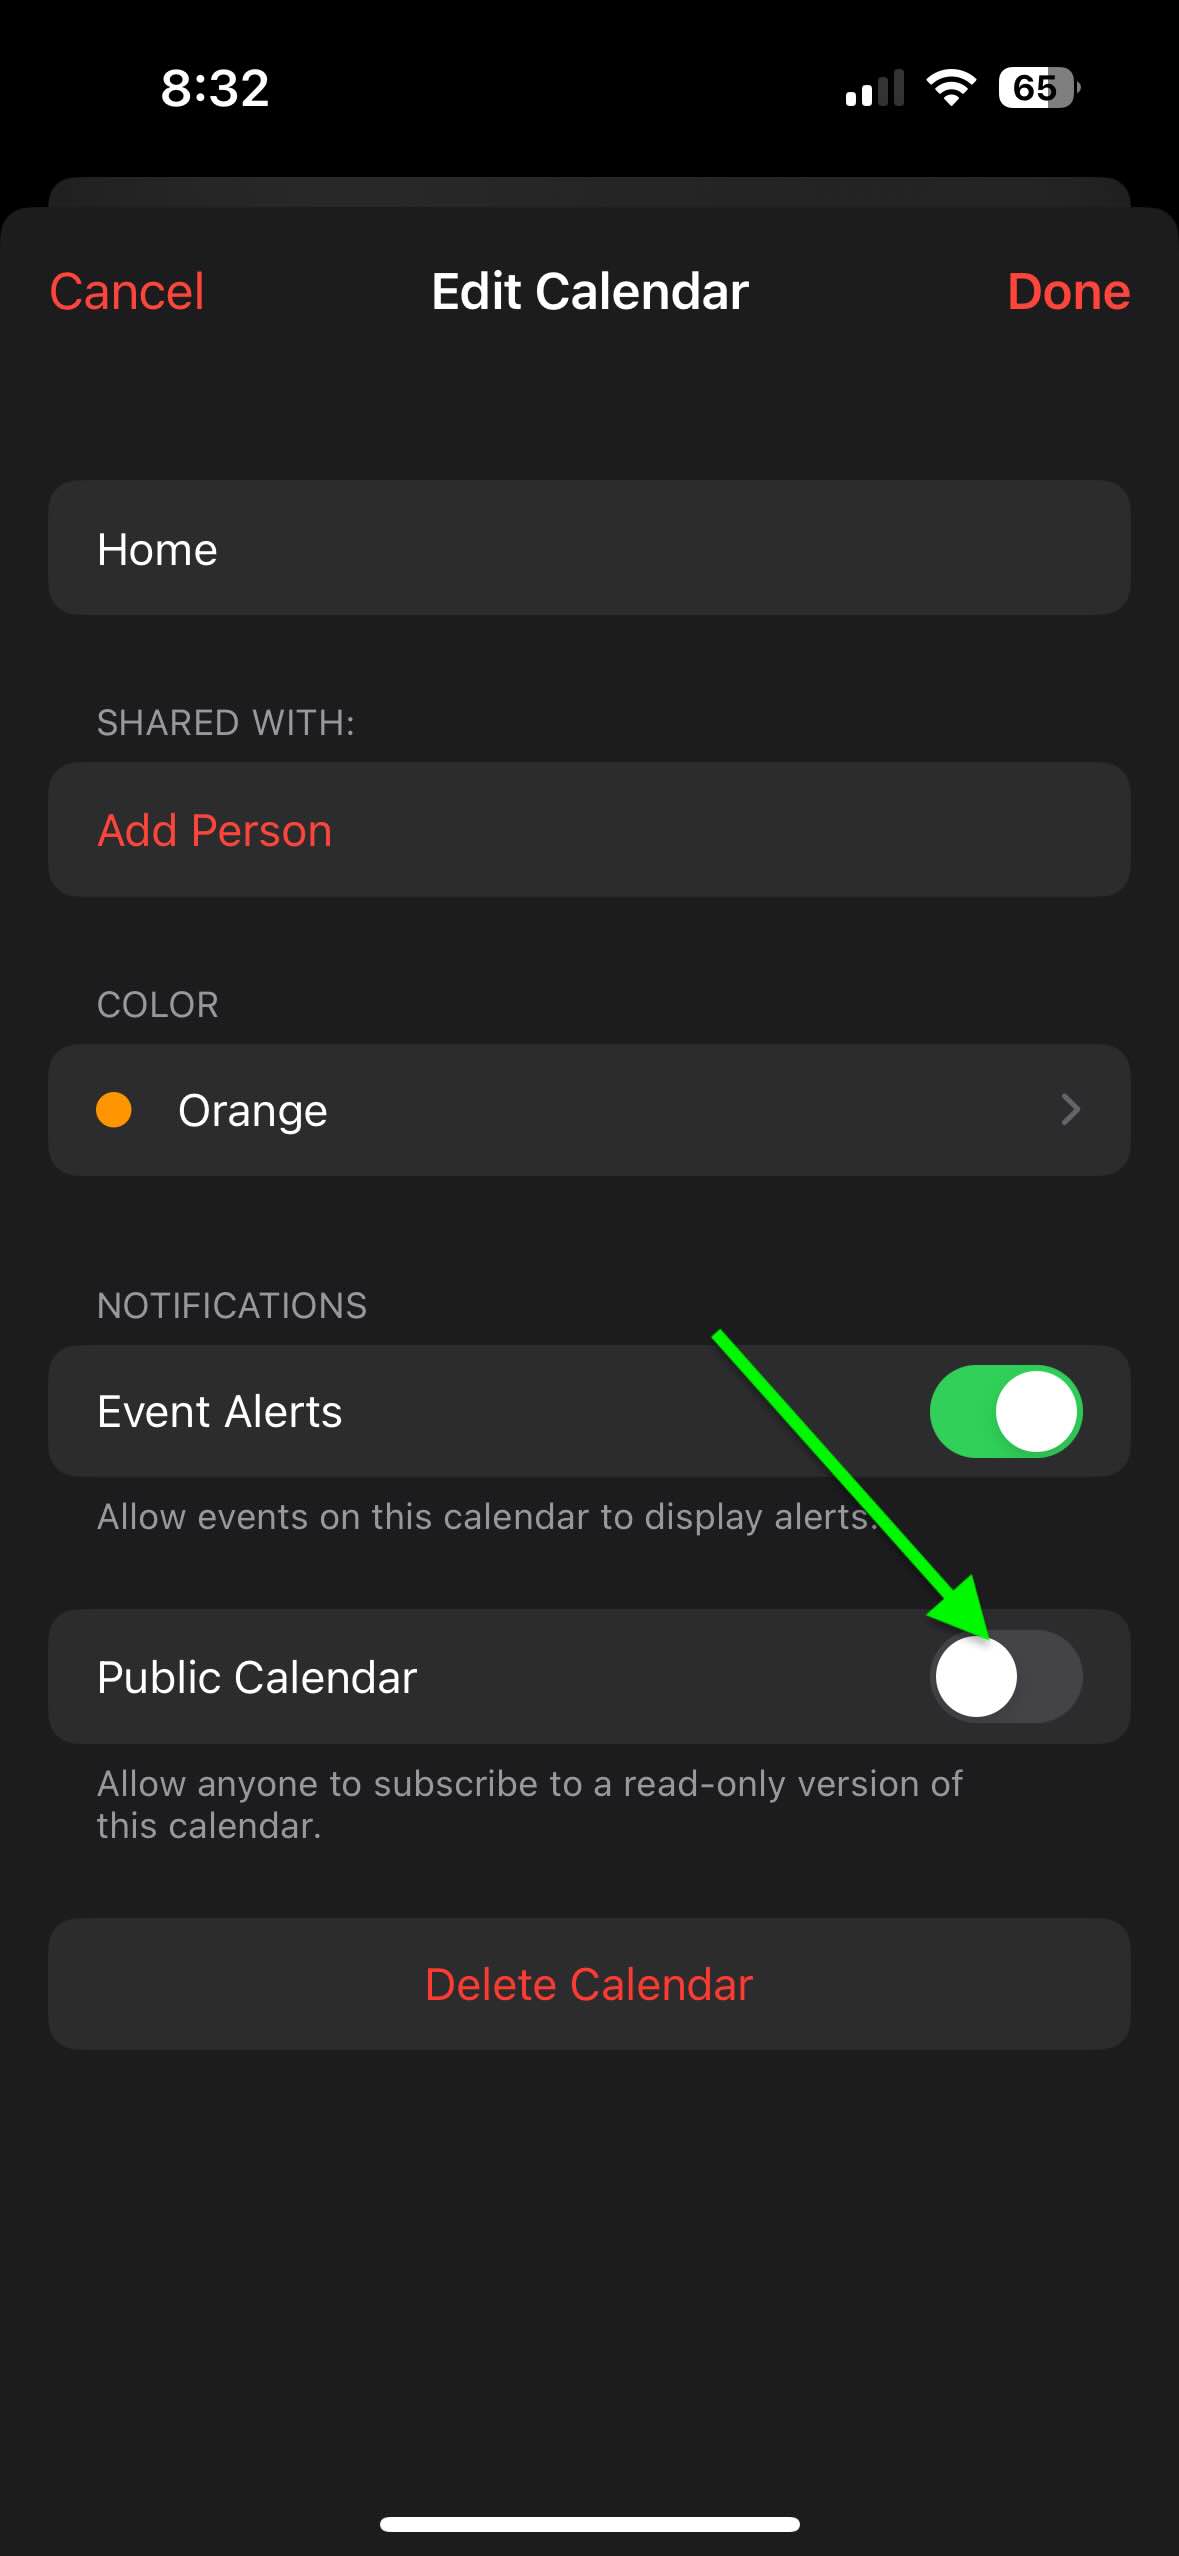 8:32
65
Cancel
Edit Calendar
Done
Home
SHARED WITH:
Add Person
COLOR
Orange
NOTIFICATIONS
Event Alerts
Allow events on this calendar to display alerts.
Public Calendar
Allow anyone to subscribe to a read-only version of
this calendar.
Delete Calendar